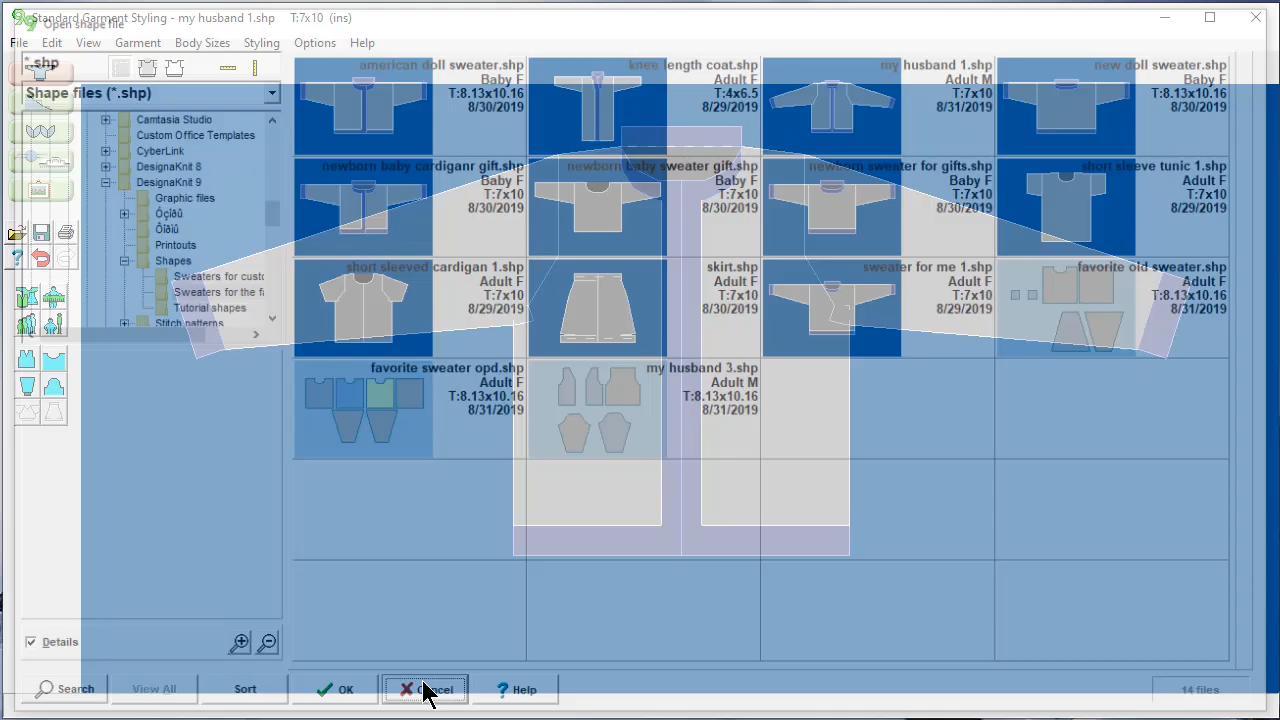 Standard Garment Styling - my husband 1.shp T:7x10 (ins)
Open shape file
File Edit View Garment Body Sizes Styling Options Help
*.shp
Shape files (*.shp)
Camtasia Studio
Custom Office Templates
CyberLink
DesignaKnit 8
DesignaKnit 9
Graphic files
Ôçíðû
Ôîðû
Printouts
Shapes
Sweaters for custo
Sweaters for the fa
Tutorial shapes
Stitch patterns
american doll sweater.shp
Baby F
T:8.13x10.16
8/30/2019
knee length coat.shp
Adult F
T:4x6.5
8/29/2019
my husband 1.shp
Adult M
T:7x10
8/31/2019
new doll sweater.shp
Baby F
T:8.13x10.16
8/30/2019
newborn baby cardiganr gift.shp
Baby F
T:7x10
8/30/2019
newborn baby sweater gift.shp
Baby F
T:7x10
8/30/2019
newborn sweater for gifts.shp
Baby F
T:7x10
8/30/2019
short sleeve tunic 1.shp
Adult F
T:7x10
8/29/2019
short sleeved cardigan 1.shp
Adult F
T:7x10
8/29/2019
skirt.shp
Adult F
T:7x10
8/30/2019
sweater for me 1.shp
Adult F
T:7x10
8/29/2019
favorite old sweater.shp
Adult F
T:8.13x10.16
8/31/2019
favorite sweater opd.shp
Adult F
T:8.13x10.16
8/31/2019
my husband 3.shp
Adult M
T:8.13x10.16
8/31/2019
Details
Search View All Sort OK Cancel Help 14 files